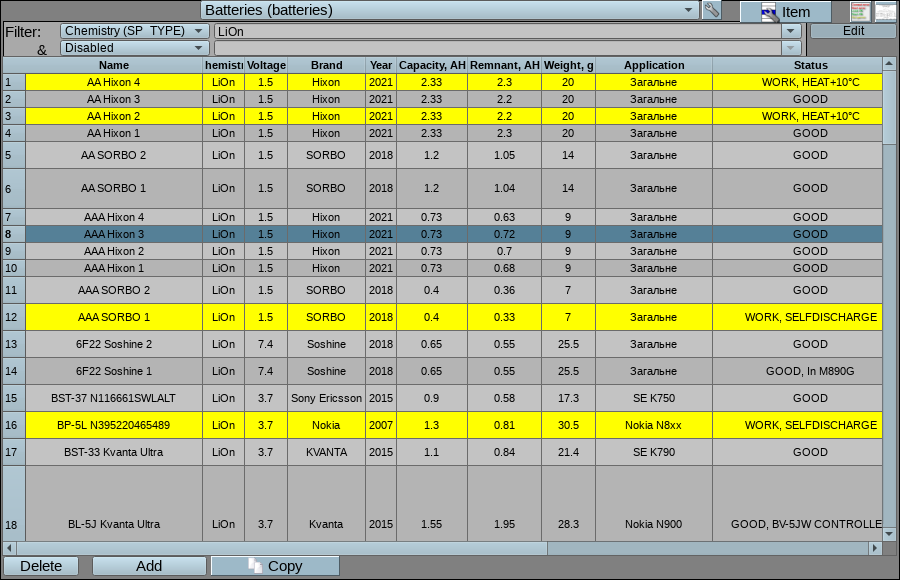 Batteries (batteries) Item
Filter: Chemistry (SP_TYPE) LiOn Edit
& Disabled
Name hemist Voltage Brand Year Capacity, AH Remnant, AH Weight, g Application Status
1 AA Hixon 4 LiOn 1.5 Hixon 2021 2.33 2.3 20 Загальне WORK, HEAT+10°C
2 AA Hixon 3 LiOn 1.5 Hixon 2021 2.33 2.2 20 Загальне GOOD
3 AA Hixon 2 LiOn 1.5 Hixon 2021 2.33 2.2 20 Загальне WORK, HEAT+10°C
4 AA Hixon 1 LiOn 1.5 Hixon 2021 2.33 2.3 20 Загальне GOOD
5 AA SORBO 2 LiOn 1.5 SORBO 2018 1.2 1.05 14 Загальне GOOD
6 AA SORBO 1 LiOn 1.5 SORBO 2018 1.2 1.04 14 Загальне GOOD
7 AAA Hixon 4 LiOn 1.5 Hixon 2021 0.73 0.63 9 Загальне GOOD
8 AAA Hixon 3 LiOn 1.5 Hixon 2021 0.73 0.72 9 Загальне GOOD
9 AAA Hixon 2 LiOn 1.5 Hixon 2021 0.73 0.7 9 Загальне GOOD
10 AAA Hixon 1 LiOn 1.5 Hixon 2021 0.73 0.68 9 Загальне GOOD
11 AAA SORBO 2 LiOn 1.5 SORBO 2018 0.4 0.36 7 Загальне GOOD
12 AAA SORBO 1 LiOn 1.5 SORBO 2018 0.4 0.33 7 Загальне WORK, SELFDISCHARGE
13 6F22 Soshine 2 LiOn 7.4 Soshine 2018 0.65 0.55 25.5 Загальне GOOD
14 6F22 Soshine 1 LiOn 7.4 Soshine 2018 0.65 0.55 25.5 Загальне GOOD, In M890G
15 BST-37 N116661SWLALT LiOn 3.7 Sony Ericsson 2015 0.9 0.58 17.3 SE K750 GOOD
16 BP-5L N395220465489 LiOn 3.7 Nokia 2007 1.3 0.81 30.5 Nokia N8xx WORK, SELFDISCHARGE
17 BST-33 Kvanta Ultra LiOn 3.7 KVANTA 2015 1.1 0.84 21.4 SE K790 GOOD
18 BL-5J Kvanta Ultra LiOn 3.7 Kvanta 2015 1.55 1.95 28.3 Nokia N900 GOOD, BV-5JW CONTROLLE
Delete Add Copy